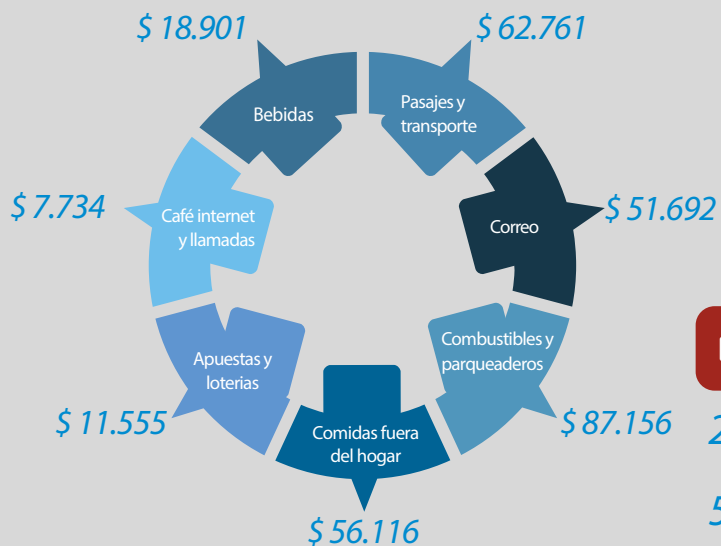 $ 18.901
$ 62.761
Bebidas
Pasajes y
transporte
$ 7.734
Café internet
y llamadas
Correo
$ 51.692
Apuestas y
loterias
Combustibles y
parqueaderos
$ 11.555
Comidas fuera
del hogar
$ 87.156
$ 56.116